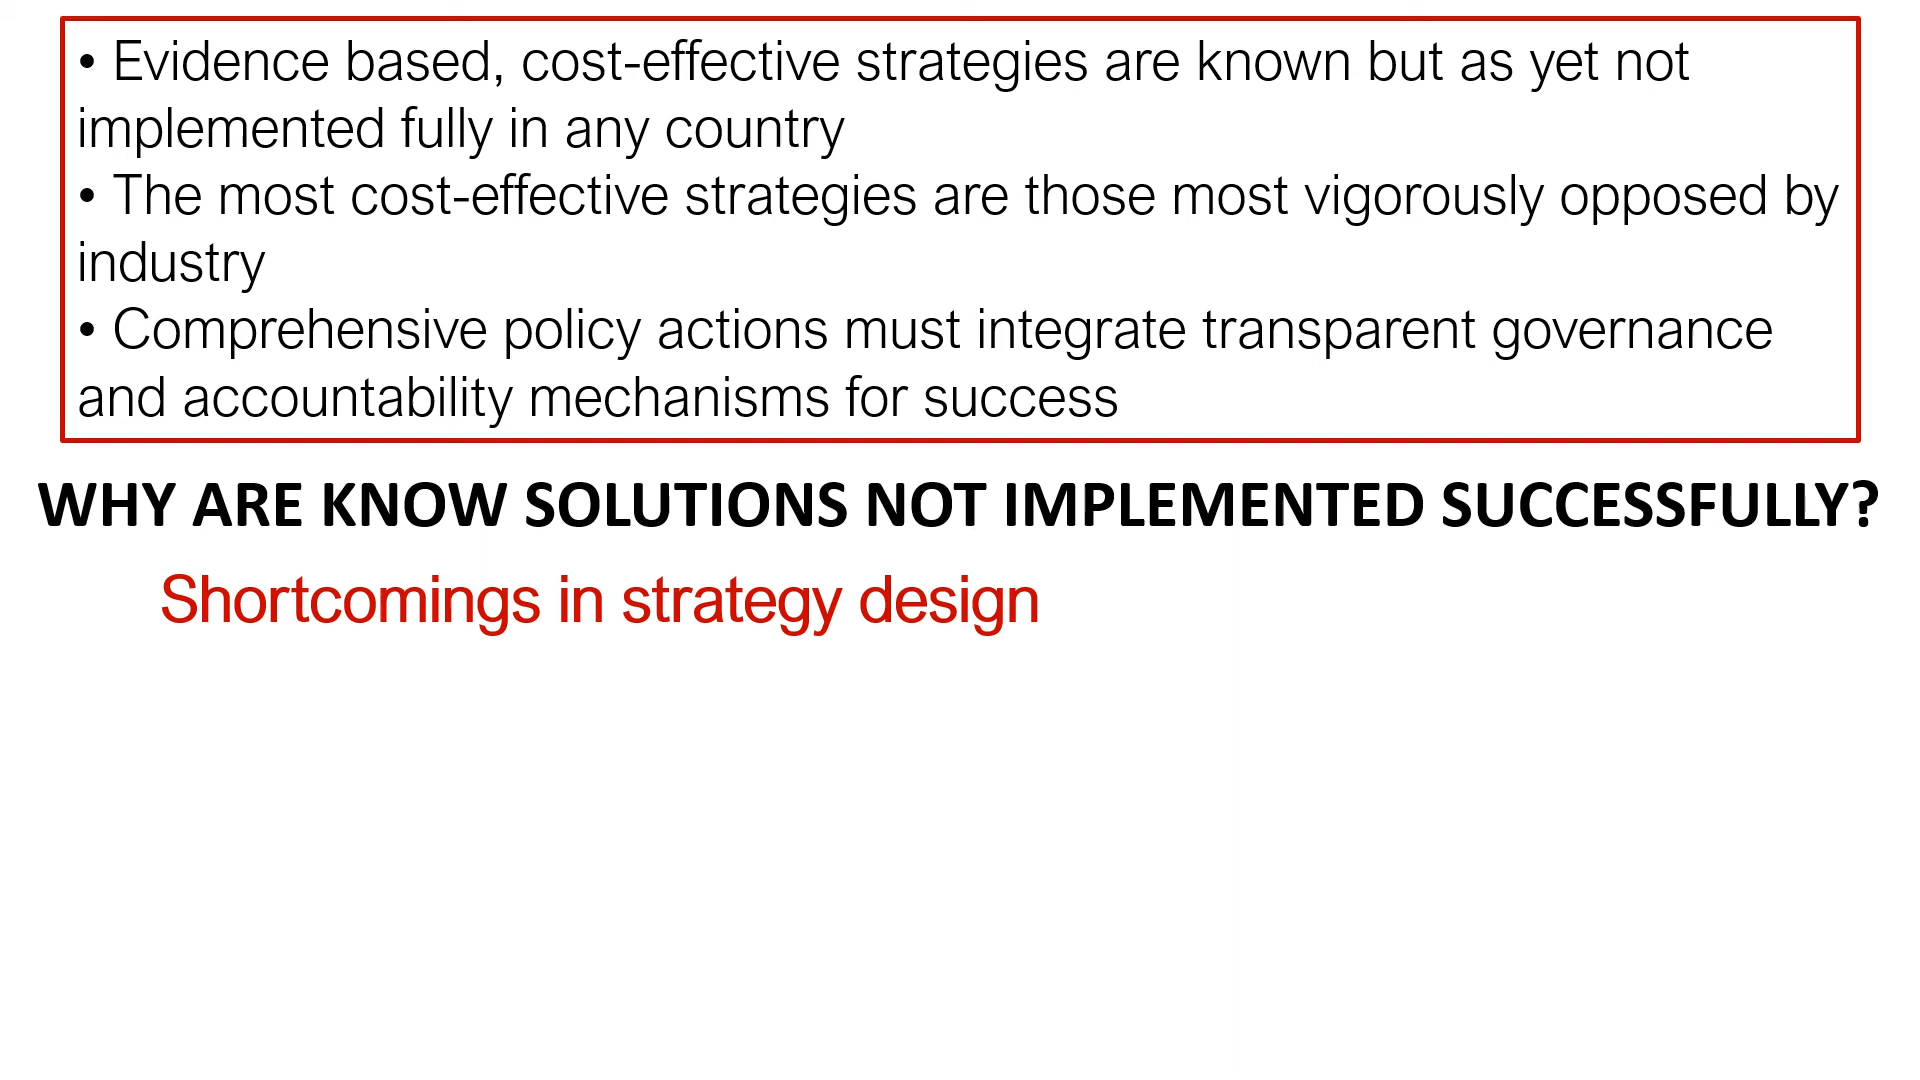 • Evidence based, cost-effective strategies are known but as yet not
implemented fully in any country
• The most cost-effective strategies are those most vigorously opposed by
industry
• Comprehensive policy actions must integrate transparent governance
and accountability mechanisms for success
WHY ARE KNOW SOLUTIONS NOT IMPLEMENTED SUCCESSFULLY?
Shortcomings in strategy design